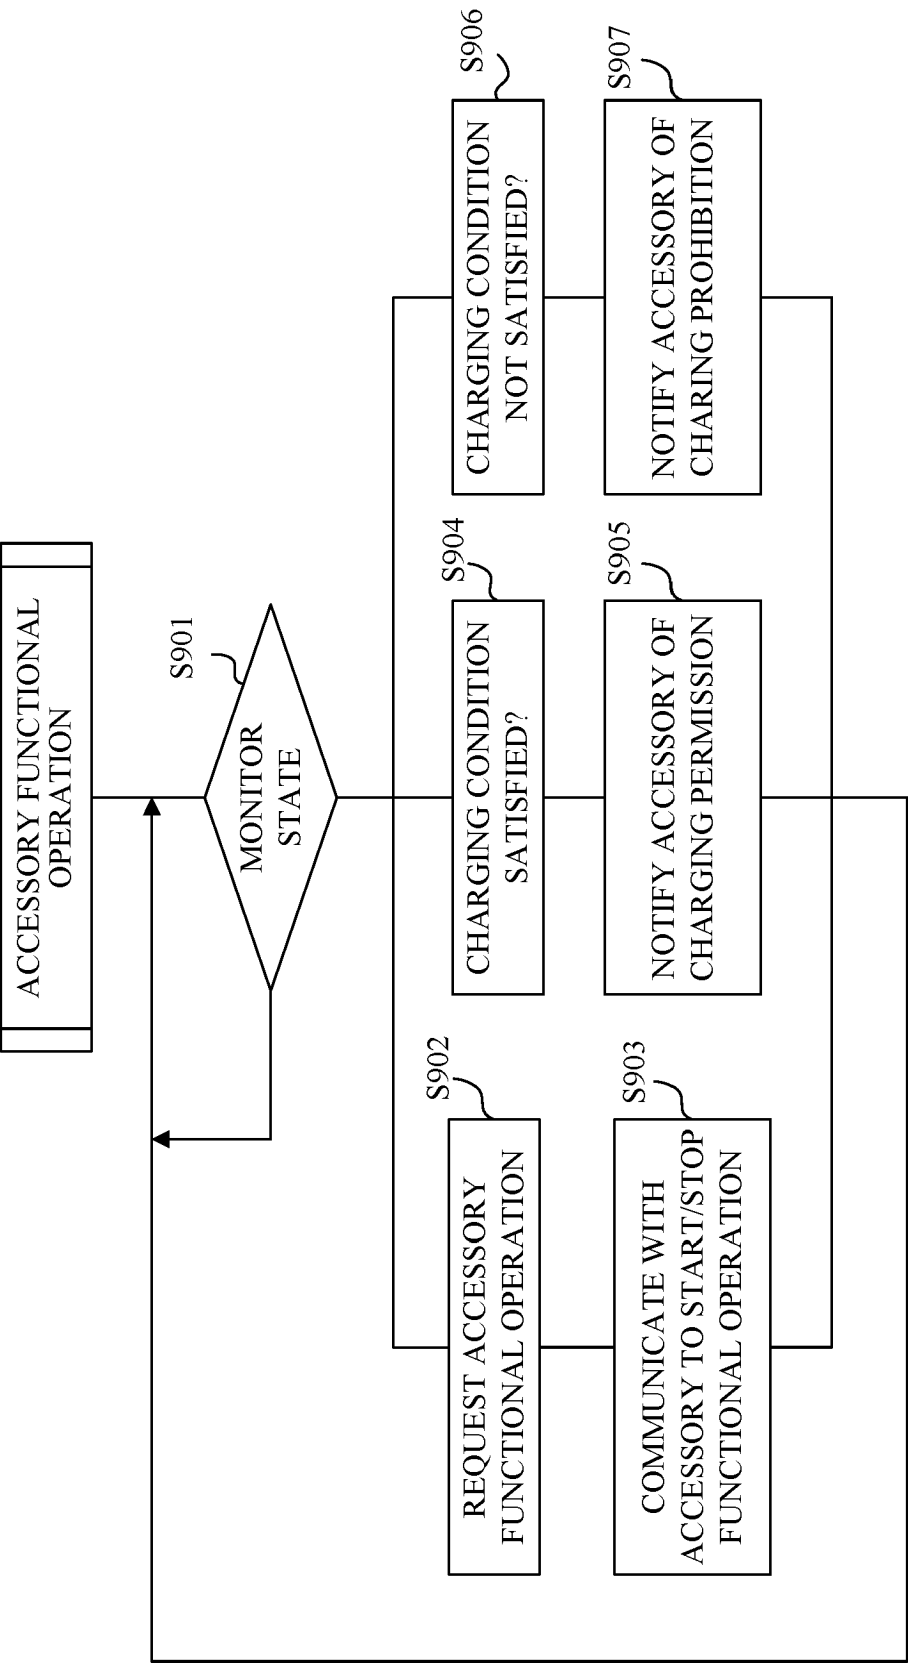 ACCESSORY FUNCTIONAL
OPERATION
S901
MONITOR
STATE
S902
REQUEST ACCESSORY
FUNCTIONAL OPERATION
S903
COMMUNICATE WITH
ACCESSORY TO START/STOP
FUNCTIONAL OPERATION
S904
CHARGING CONDITION
SATISFIED?
S905
NOTIFY ACCESSORY OF
CHARGING PERMISSION
S906
CHARGING CONDITION
NOT SATISFIED?
S907
NOTIFY ACCESSORY OF
CHARING PROHIBITION